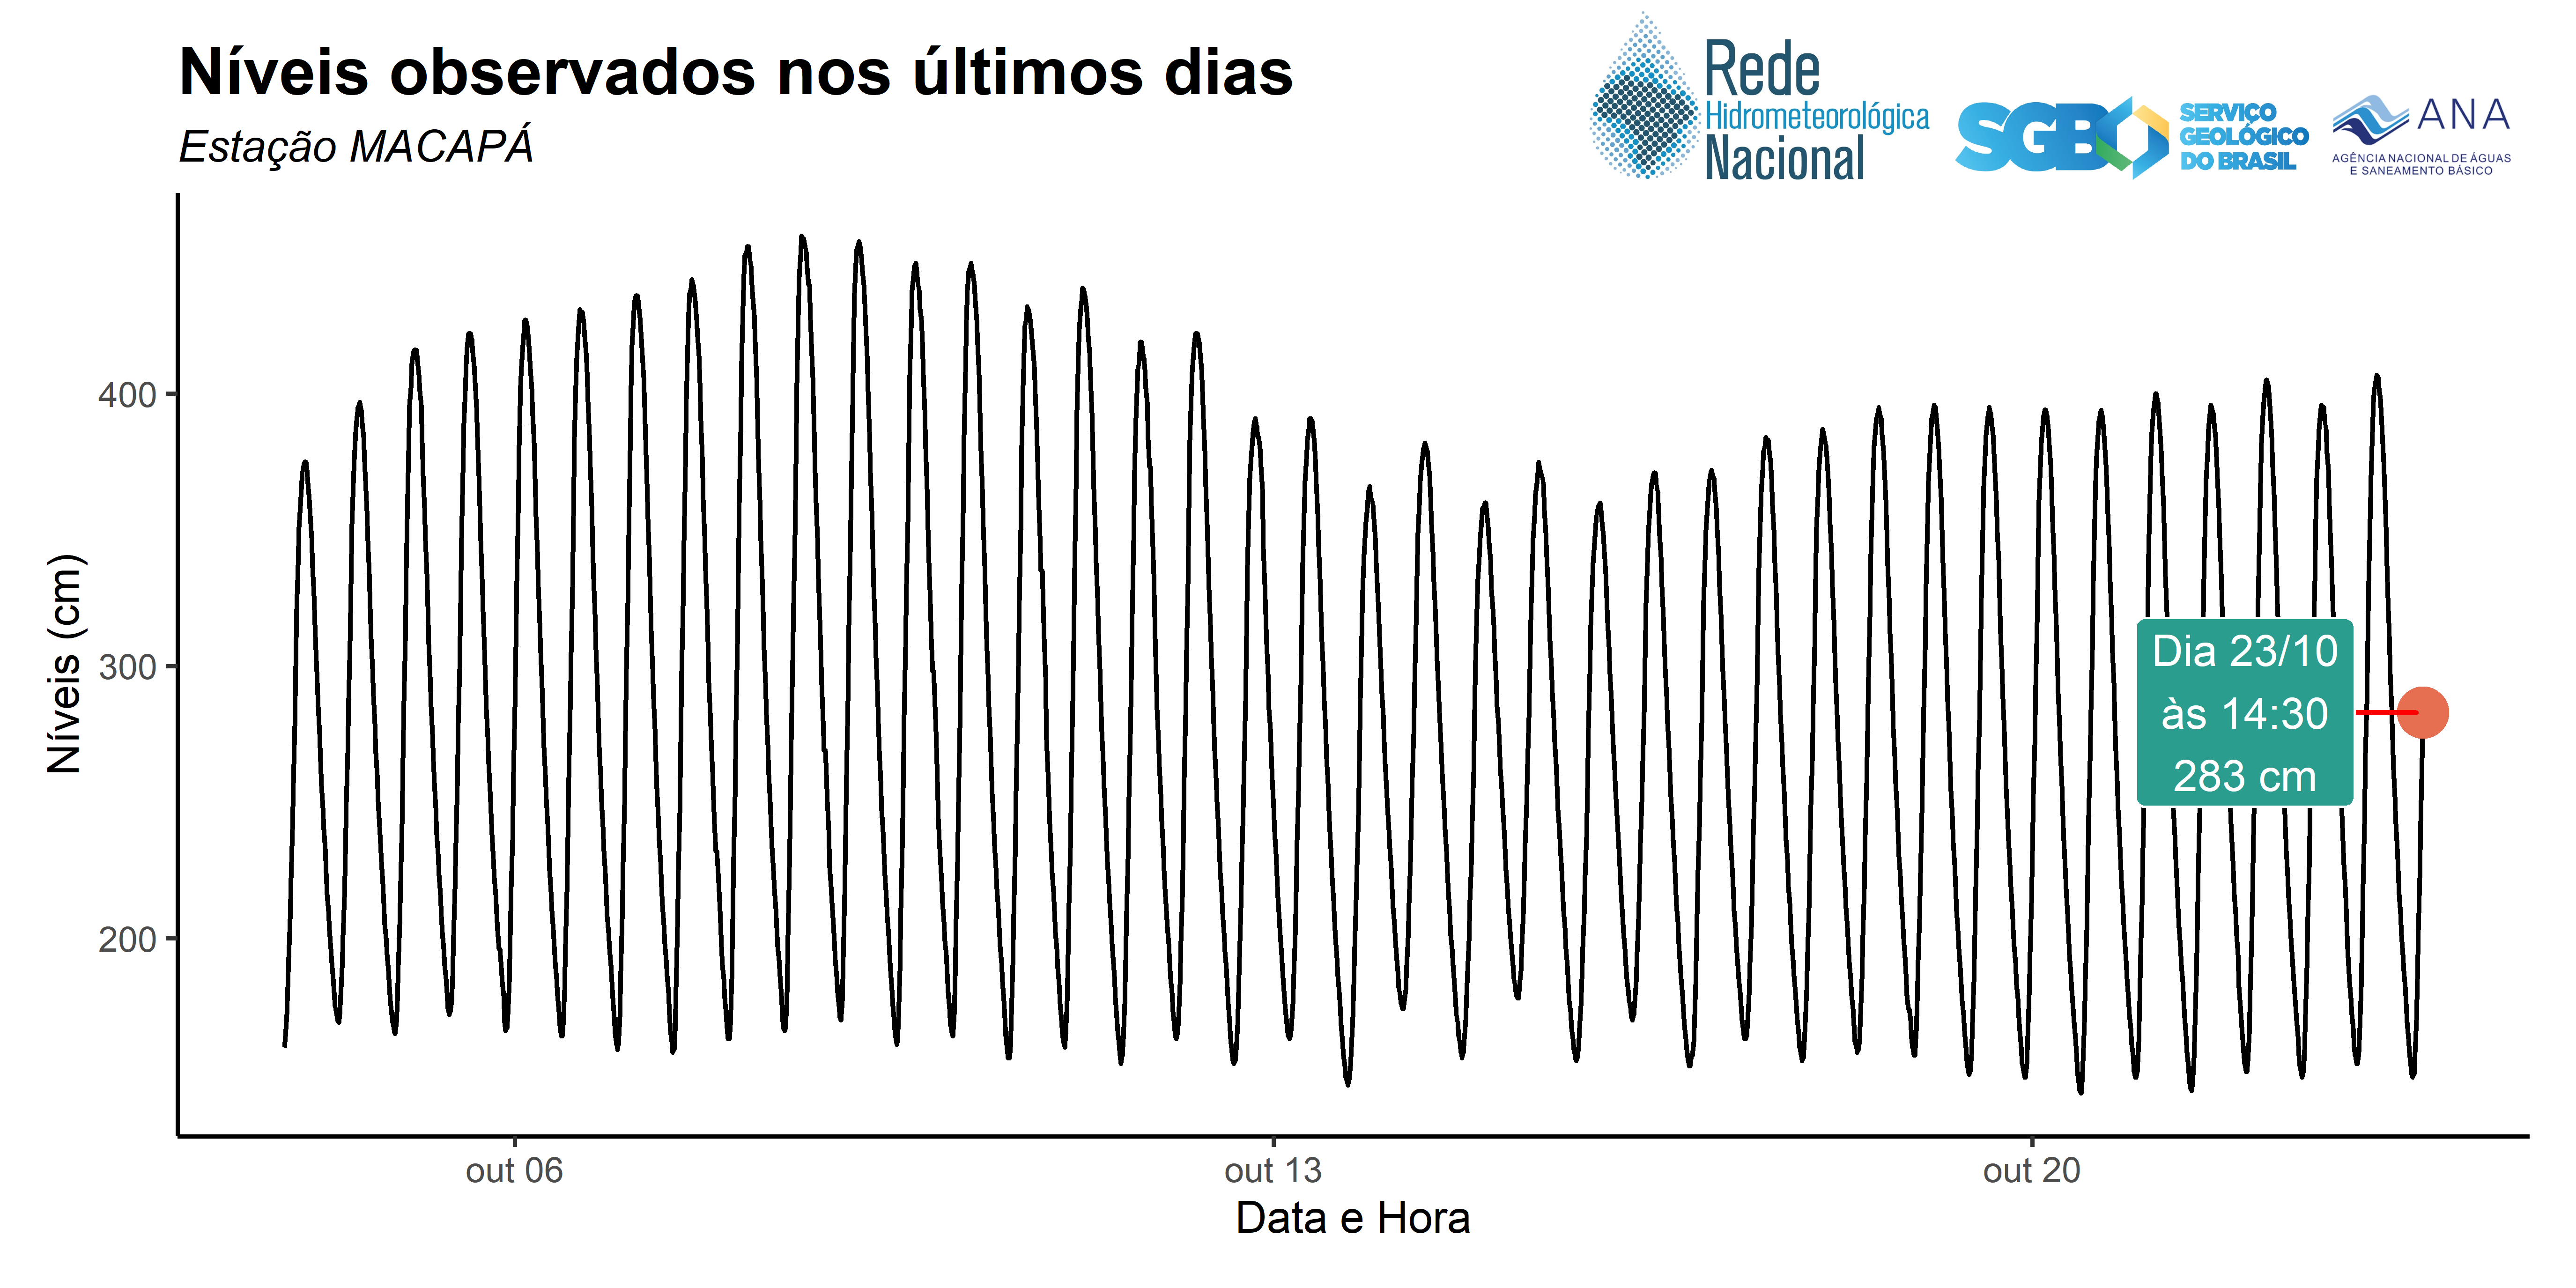 Níveis observados nos últimos dias
Estação MACAPÁ
Rede
Hidrometeorológica
Nacional
SGB
SERVIÇO
GEOLÓGICO
DO BRASIL
ANA
AGÊNCIA NACIONAL DE ÁGUAS
E SANEAMENTO BÁSICO
Níveis (cm)
400
300
200
Dia 23/10
às 14:30
283 cm
out 06
out 13
out 20
Data e Hora